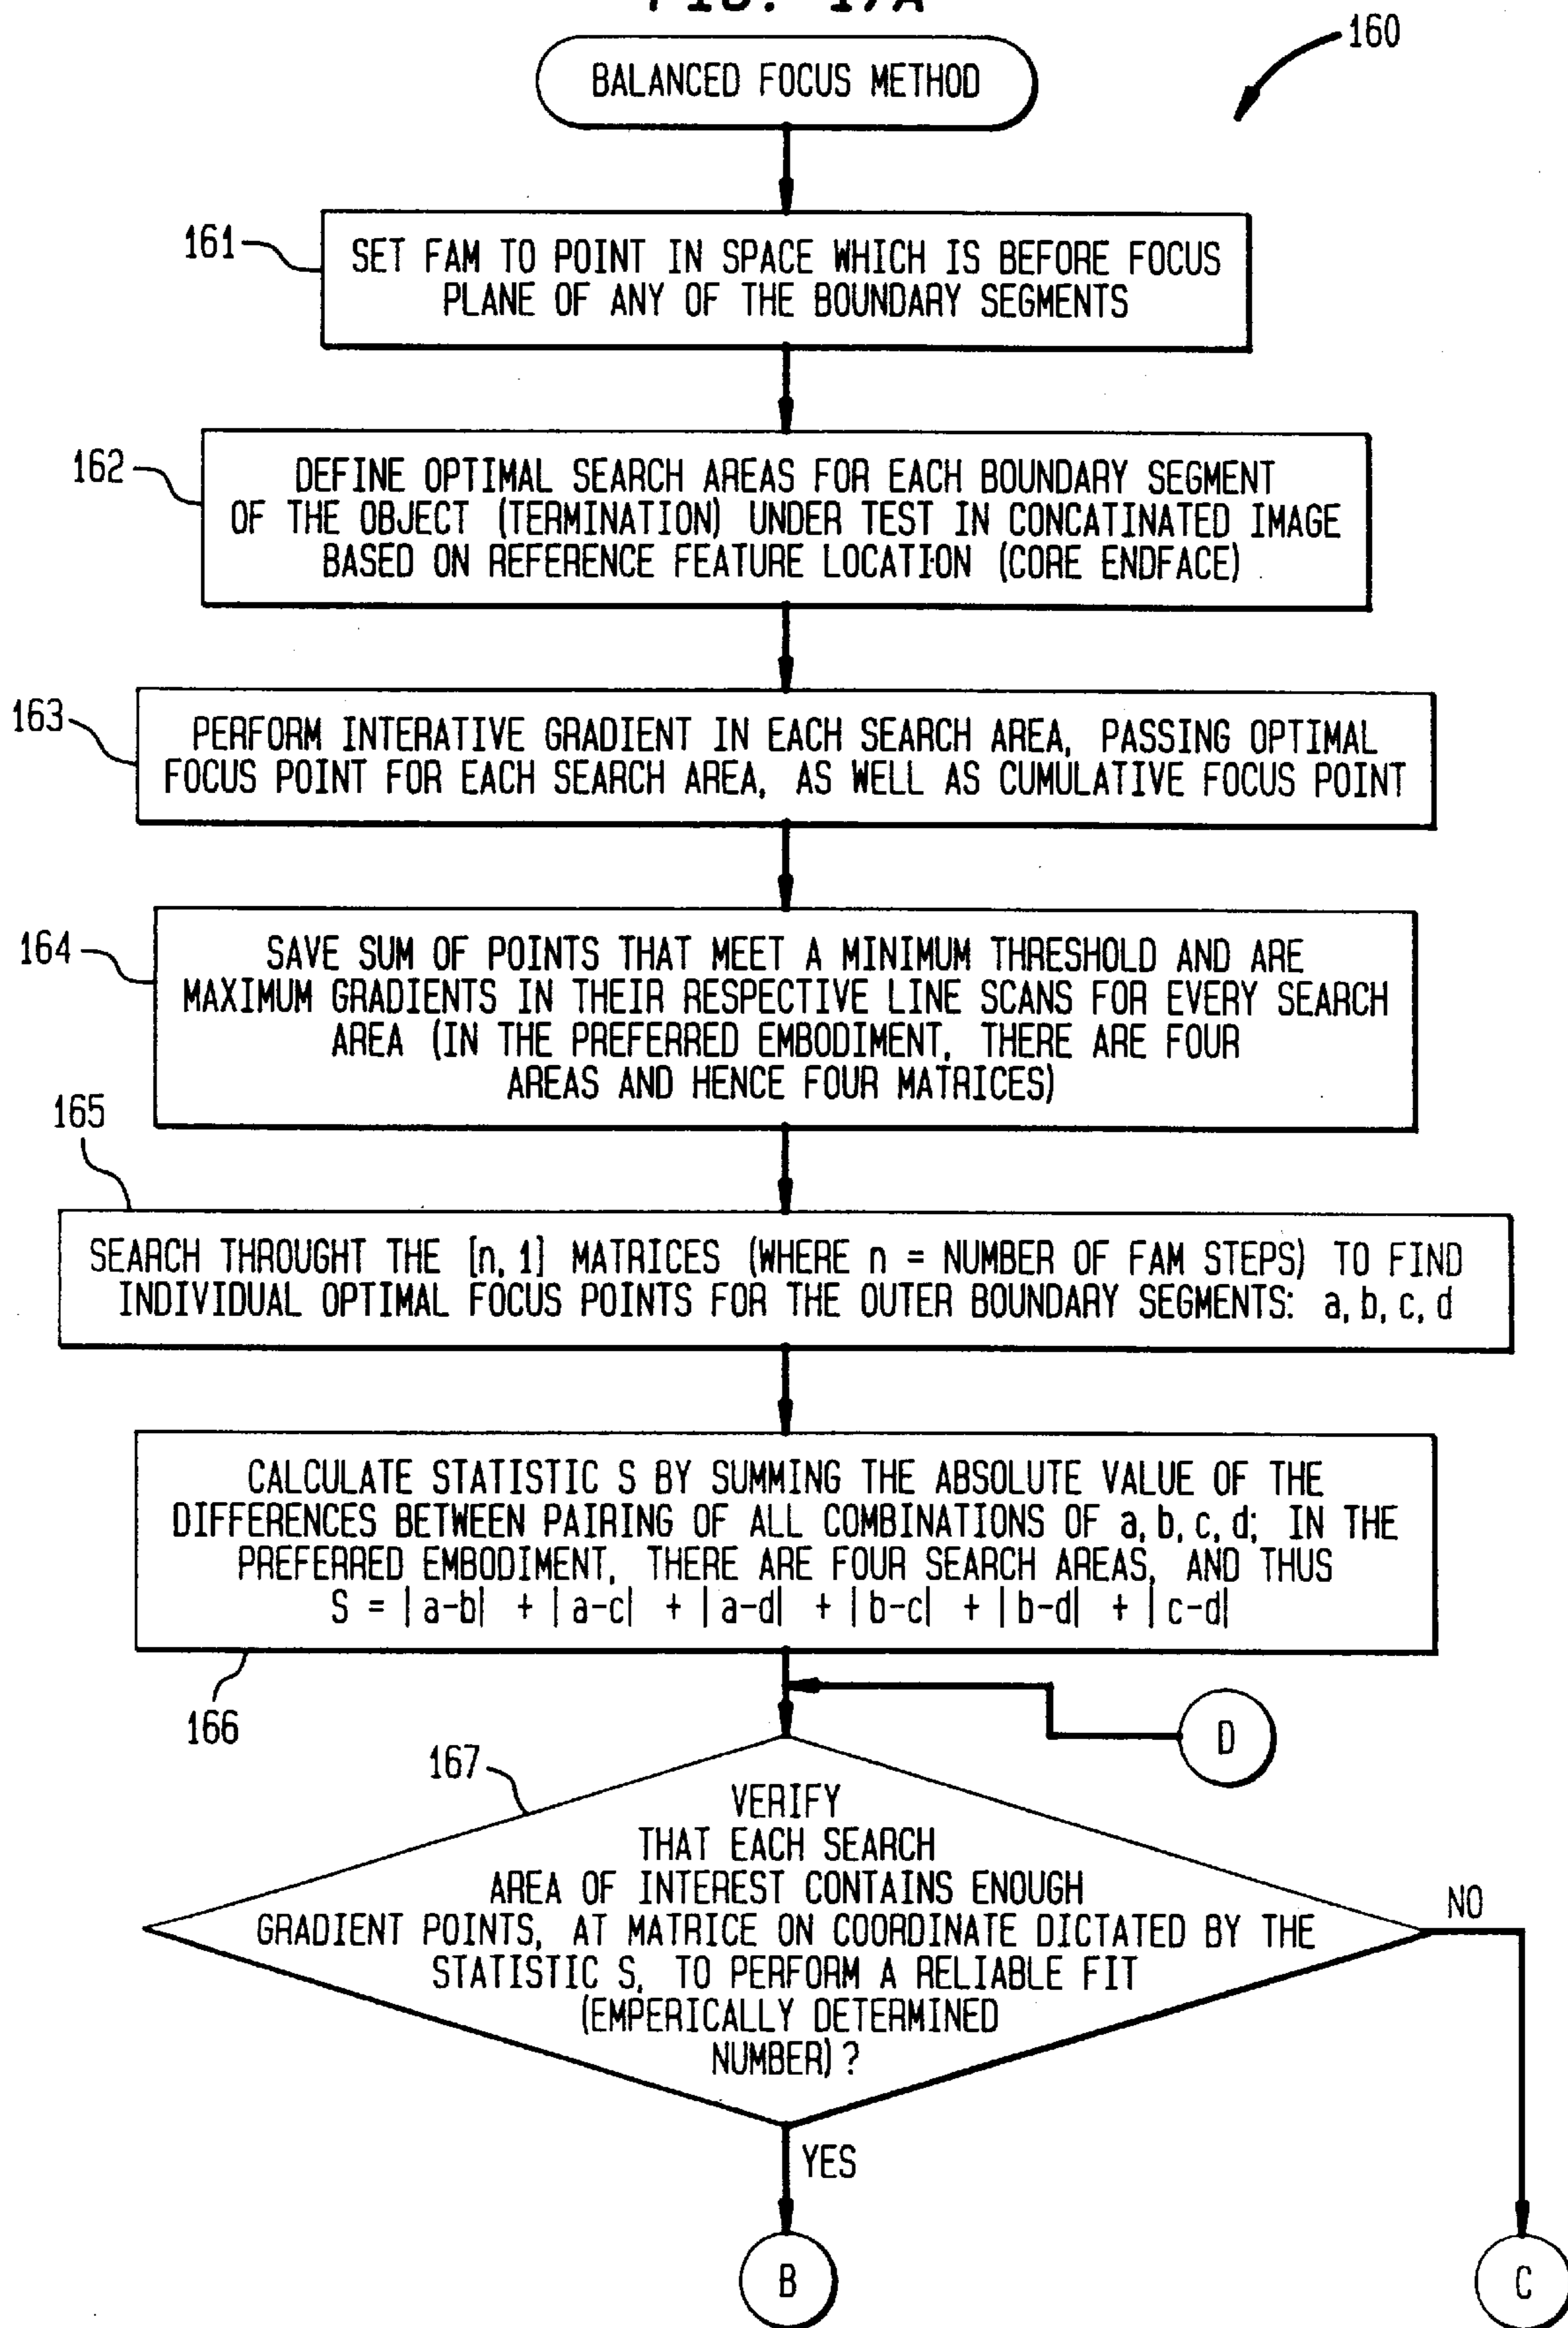 FIG. 17A
160
BALANCED FOCUS METHOD
161
SET FAM TO POINT IN SPACE WHICH IS BEFORE FOCUS
PLANE OF ANY OF THE BOUNDARY SEGMENTS
162
DEFINE OPTIMAL SEARCH AREAS FOR EACH BOUNDARY SEGMENT
OF THE OBJECT (TERMINATION) UNDER TEST IN CONCATINATED IMAGE
BASED ON REFERENCE FEATURE LOCATION (CORE ENDFACE)
163
PERFORM INTERATIVE GRADIENT IN EACH SEARCH AREA, PASSING OPTIMAL
FOCUS POINT FOR EACH SEARCH AREA, AS WELL AS CUMULATIVE FOCUS POINT
164
SAVE SUM OF POINTS THAT MEET A MINIMUM THRESHOLD AND ARE
MAXIMUM GRADIENTS IN THEIR RESPECTIVE LINE SCANS FOR EVERY SEARCH
AREA (IN THE PREFERRED EMBODIMENT, THERE ARE FOUR
AREAS AND HENCE FOUR MATRICES)
165
SEARCH THROUGHT THE [n, 1] MATRICES (WHERE n = NUMBER OF FAM STEPS) TO FIND
INDIVIDUAL OPTIMAL FOCUS POINTS FOR THE OUTER BOUNDARY SEGMENTS: a, b, c, d
CALCULATE STATISTIC S BY SUMMING THE ABSOLUTE VALUE OF THE
DIFFERENCES BETWEEN PAIRING OF ALL COMBINATIONS OF a, b, c, d; IN THE
PREFERRED EMBODIMENT, THERE ARE FOUR SEARCH AREAS, AND THUS
S = |a-b| + |a-c| + |a-d| + |b-c| + |b-d| + |c-d|
166
D
167
VERIFY
THAT EACH SEARCH
AREA OF INTEREST CONTAINS ENOUGH
GRADIENT POINTS, AT MATRICE ON COORDINATE DICTATED BY THE
STATISTIC S, TO PERFORM A RELIABLE FIT
(EMPERICALLY DETERMINED
NUMBER)?
NO
YES
B
C